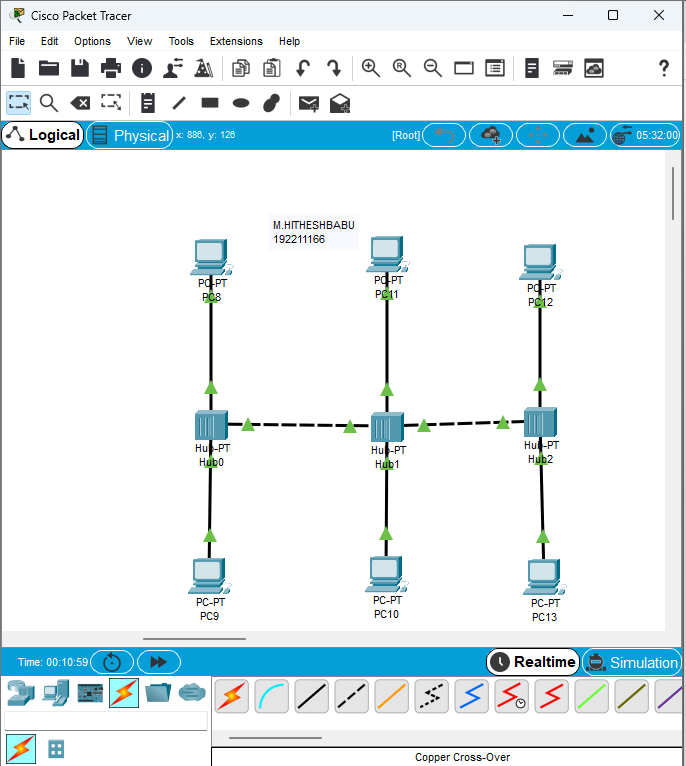 Cisco Packet Tracer
File Edit Options View Tools Extensions Help
?
Logical Physical x: 886, y: 126 [Root] 05:32:00
M.HITHESHBABU
192211166
PC-PT PC-PT PC-PT
PC8 PC11 PC12
Hub-PT Hub-PT Hub-PT
Hub0 Hub1 Hub2
PC-PT PC-PT PC-PT
PC9 PC10 PC13
Time: 00:10:59 Realtime Simulation
Copper Cross-Over